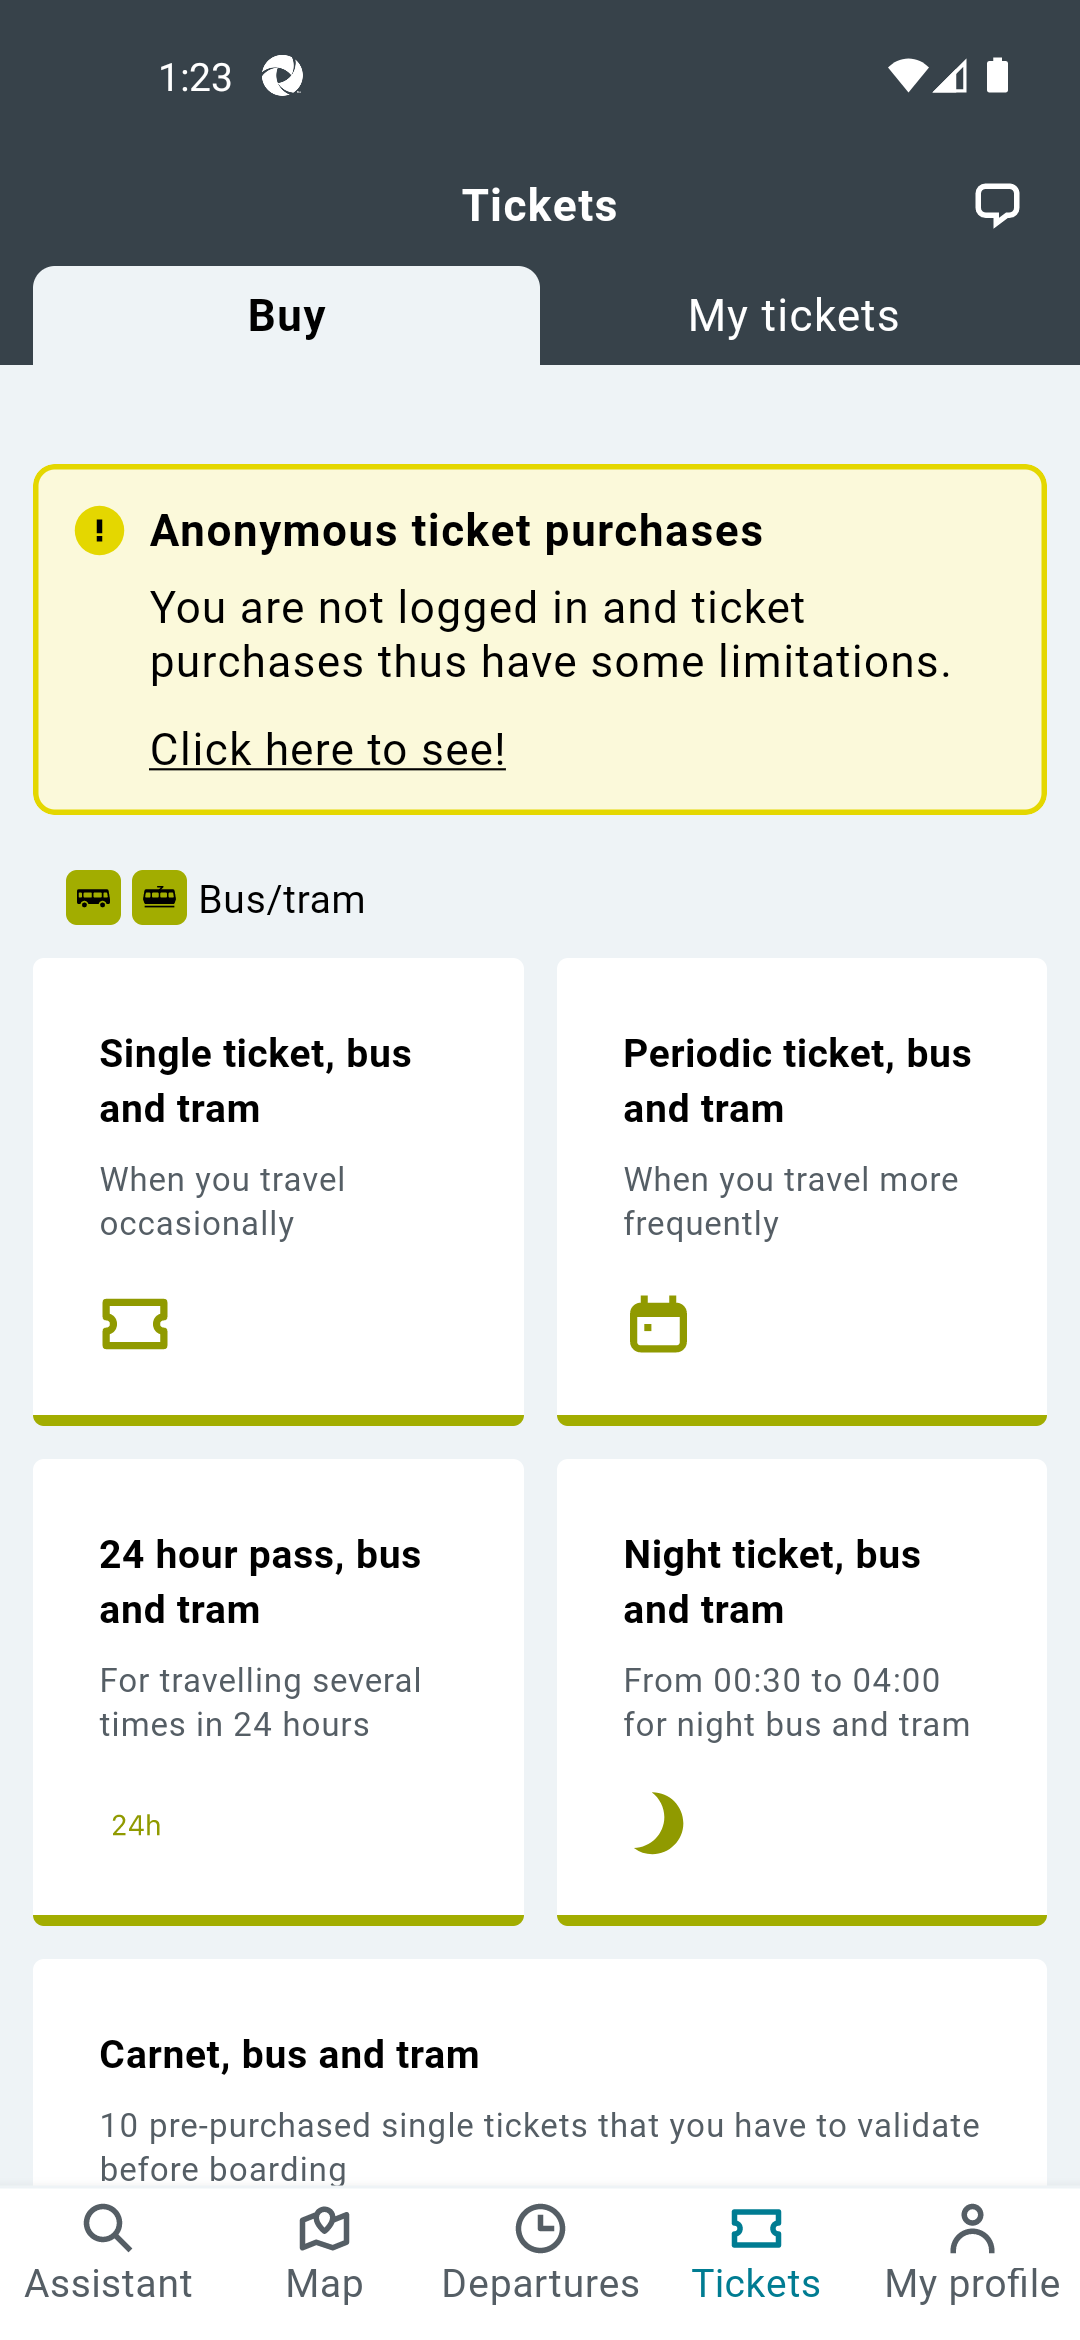 1:23
Tickets
Buy
My tickets
Anonymous ticket purchases
You are not logged in and ticket
purchases thus have some limitations.
Click here to see!
Bus/tram
Single ticket, bus
and tram
When you travel
occasionally
Periodic ticket, bus
and tram
When you travel more
frequently
24 hour pass, bus
and tram
For travelling several
times in 24 hours
24h
Night ticket, bus
and tram
From 00:30 to 04:00
for night bus and tram
Carnet, bus and tram
10 pre-purchased single tickets that you have to validate
before boarding
Assistant
Map
Departures
Tickets
My profile